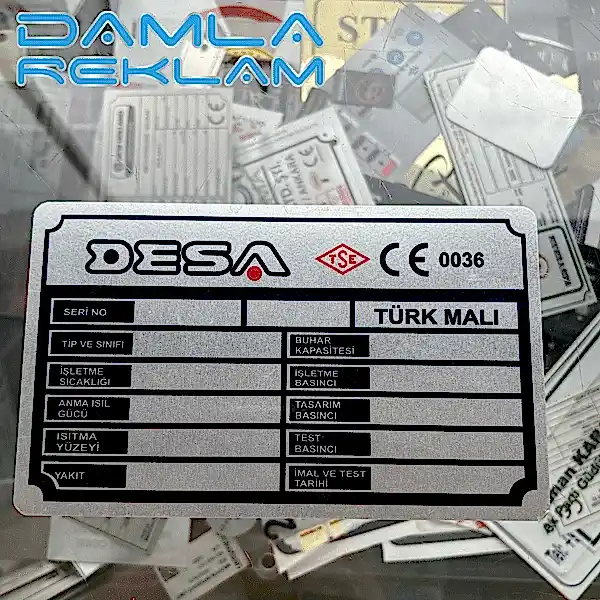 DAMLA
REKLAM
DESA TSE CE 0036
SERİ NO
TÜRK MALI
TİP VE SINIFI
BUHAR
KAPASİTESİ
İŞLETME
SICAKLIĞI
İŞLETME
BASINCI
ANMA ISIL
GÜCÜ
TASARIM
BASINCI
ISITMA
YÜZEYİ
TEST
BASINCI
YAKIT
İMAL VE TEST
TARİHİ
ANKARA